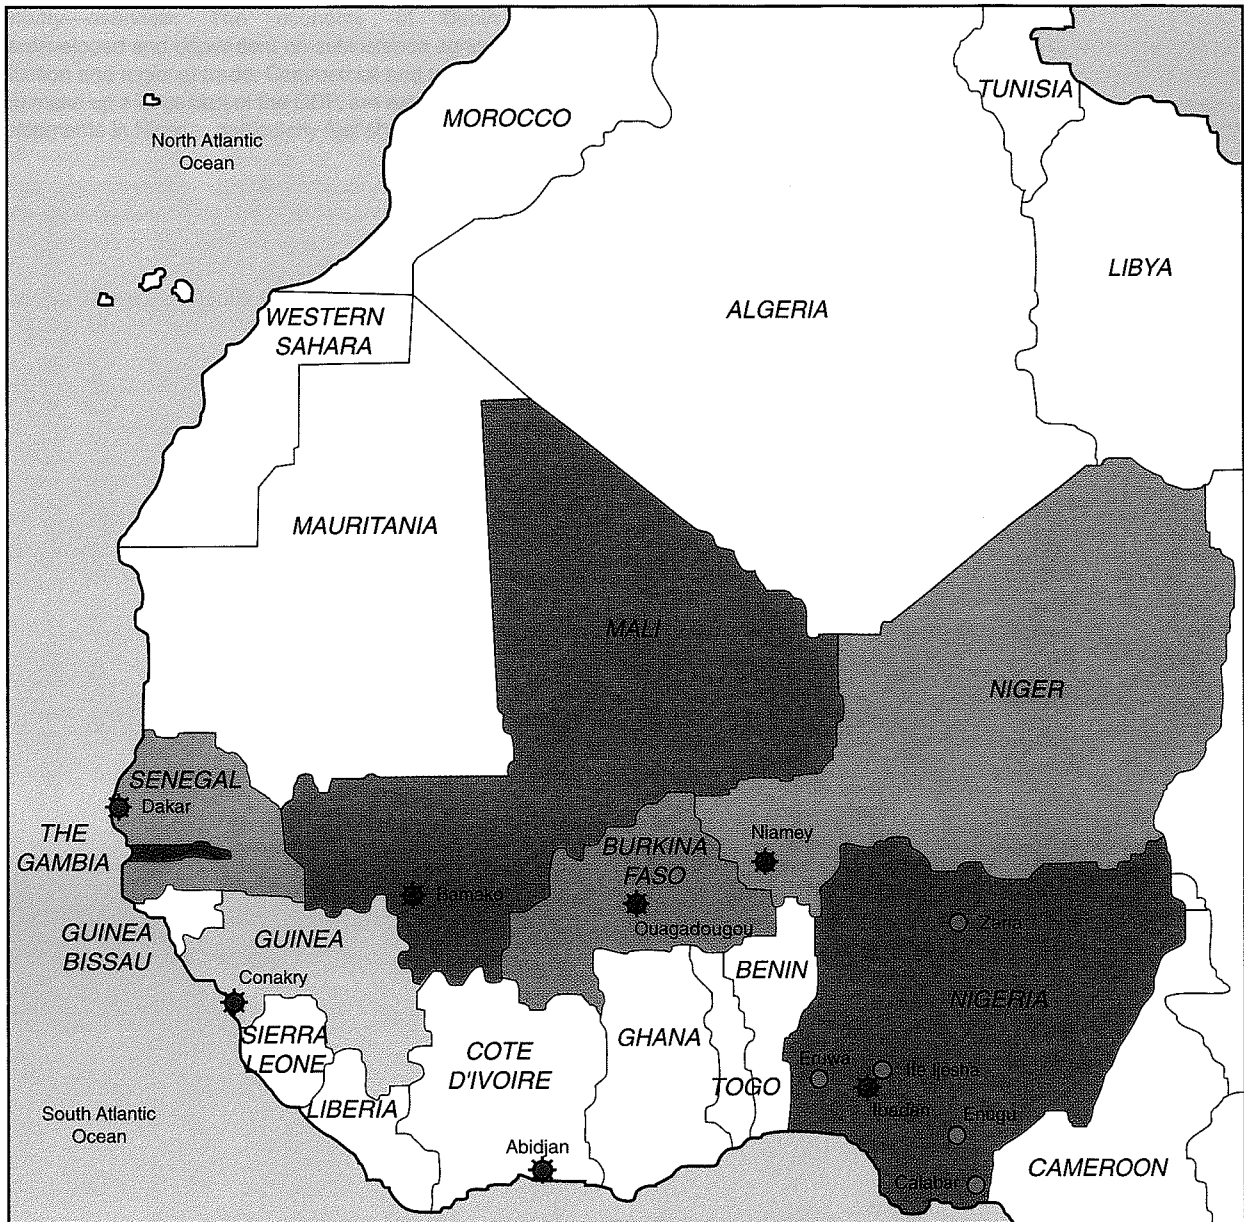 MOROCCO
TUNISIA
North Atlantic
Ocean
LIBYA
ALGERIA
WESTERN
SAHARA
MAURITANIA
MALI
NIGER
SENEGAL
Dakar
THE
GAMBIA
Niamey
BURKINA
FASO
Bamako
Ouagadougou
Zaria
GUINEA
BISSAU
GUINEA
Conakry
BENIN
NIGERIA
SIERRA
LEONE
COTE
D'IVOIRE
GHANA
TOGO
Eruwa
Ife Ijesha
Ibadan
LIBERIA
South Atlantic
Ocean
Enugu
Abidjan
CAMEROON
Calabar